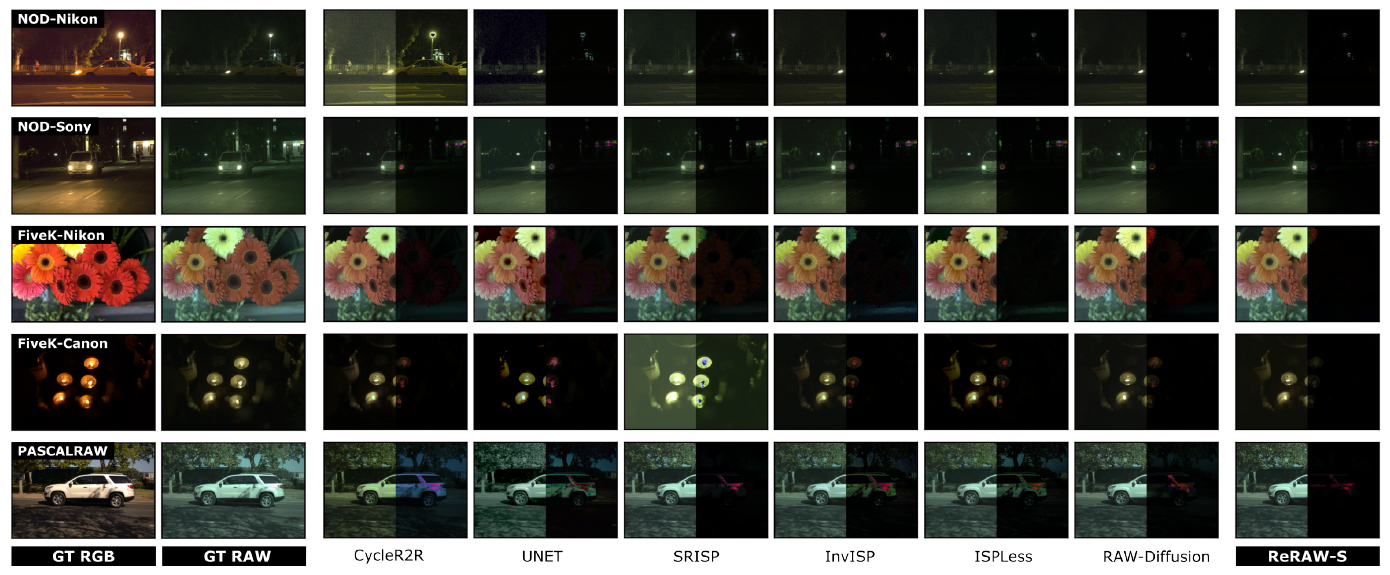 NOD-Nikon
NOD-Sony
FiveK-Nikon
FiveK-Canon
PASCALRAW
GT RGB GT RAW CycleR2R UNET SRISP InvISP ISPLess RAW-Diffusion ReRAW-S